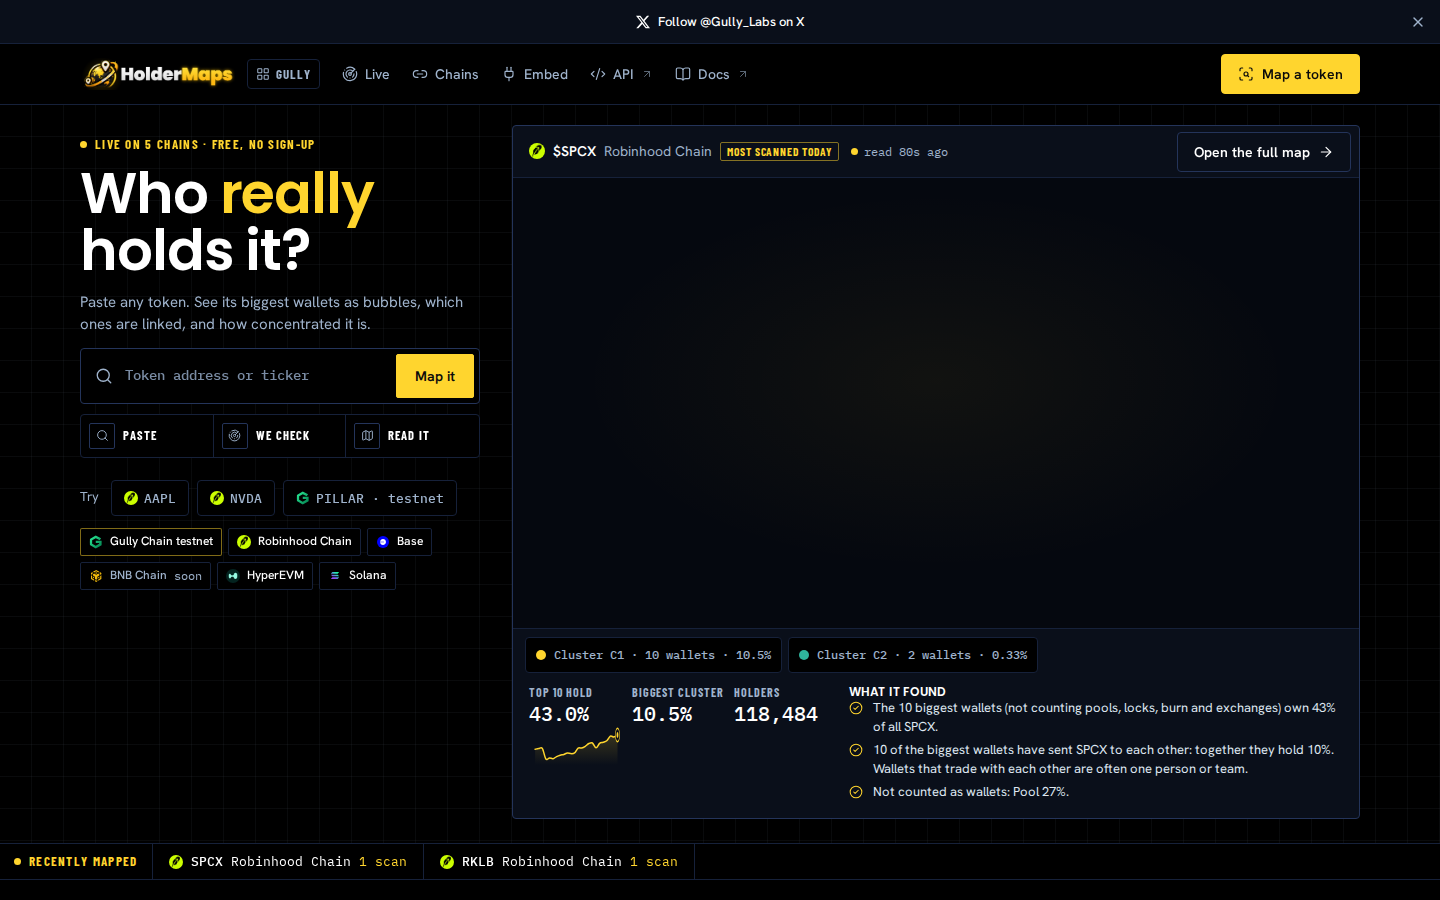 Follow @Gully_Labs on X
HolderMaps
GULLY
Live
Chains
Embed
API
Docs
Map a token
LIVE ON 5 CHAINS · FREE, NO SIGN-UP
Who really
holds it?
Paste any token. See its biggest wallets as bubbles, which
ones are linked, and how concentrated it is.
Token address or ticker
Map it
PASTE
WE CHECK
READ IT
Try
AAPL
NVDA
PILLAR · testnet
Gully Chain testnet
Robinhood Chain
Base
BNB Chain soon
HyperEVM
Solana
$SPCX Robinhood Chain
MOST SCANNED TODAY
read 80s ago
Open the full map
Cluster C1 · 10 wallets · 10.5%
Cluster C2 · 2 wallets · 0.33%
TOP 10 HOLD
43.0%
BIGGEST CLUSTER
10.5%
HOLDERS
118,484
WHAT IT FOUND
The 10 biggest wallets (not counting pools, locks, burn and exchanges) own 43%
of all SPCX.
10 of the biggest wallets have sent SPCX to each other: together they hold 10%.
Wallets that trade with each other are often one person or team.
Not counted as wallets: Pool 27%.
RECENTLY MAPPED
SPCX Robinhood Chain 1 scan
RKLB Robinhood Chain 1 scan